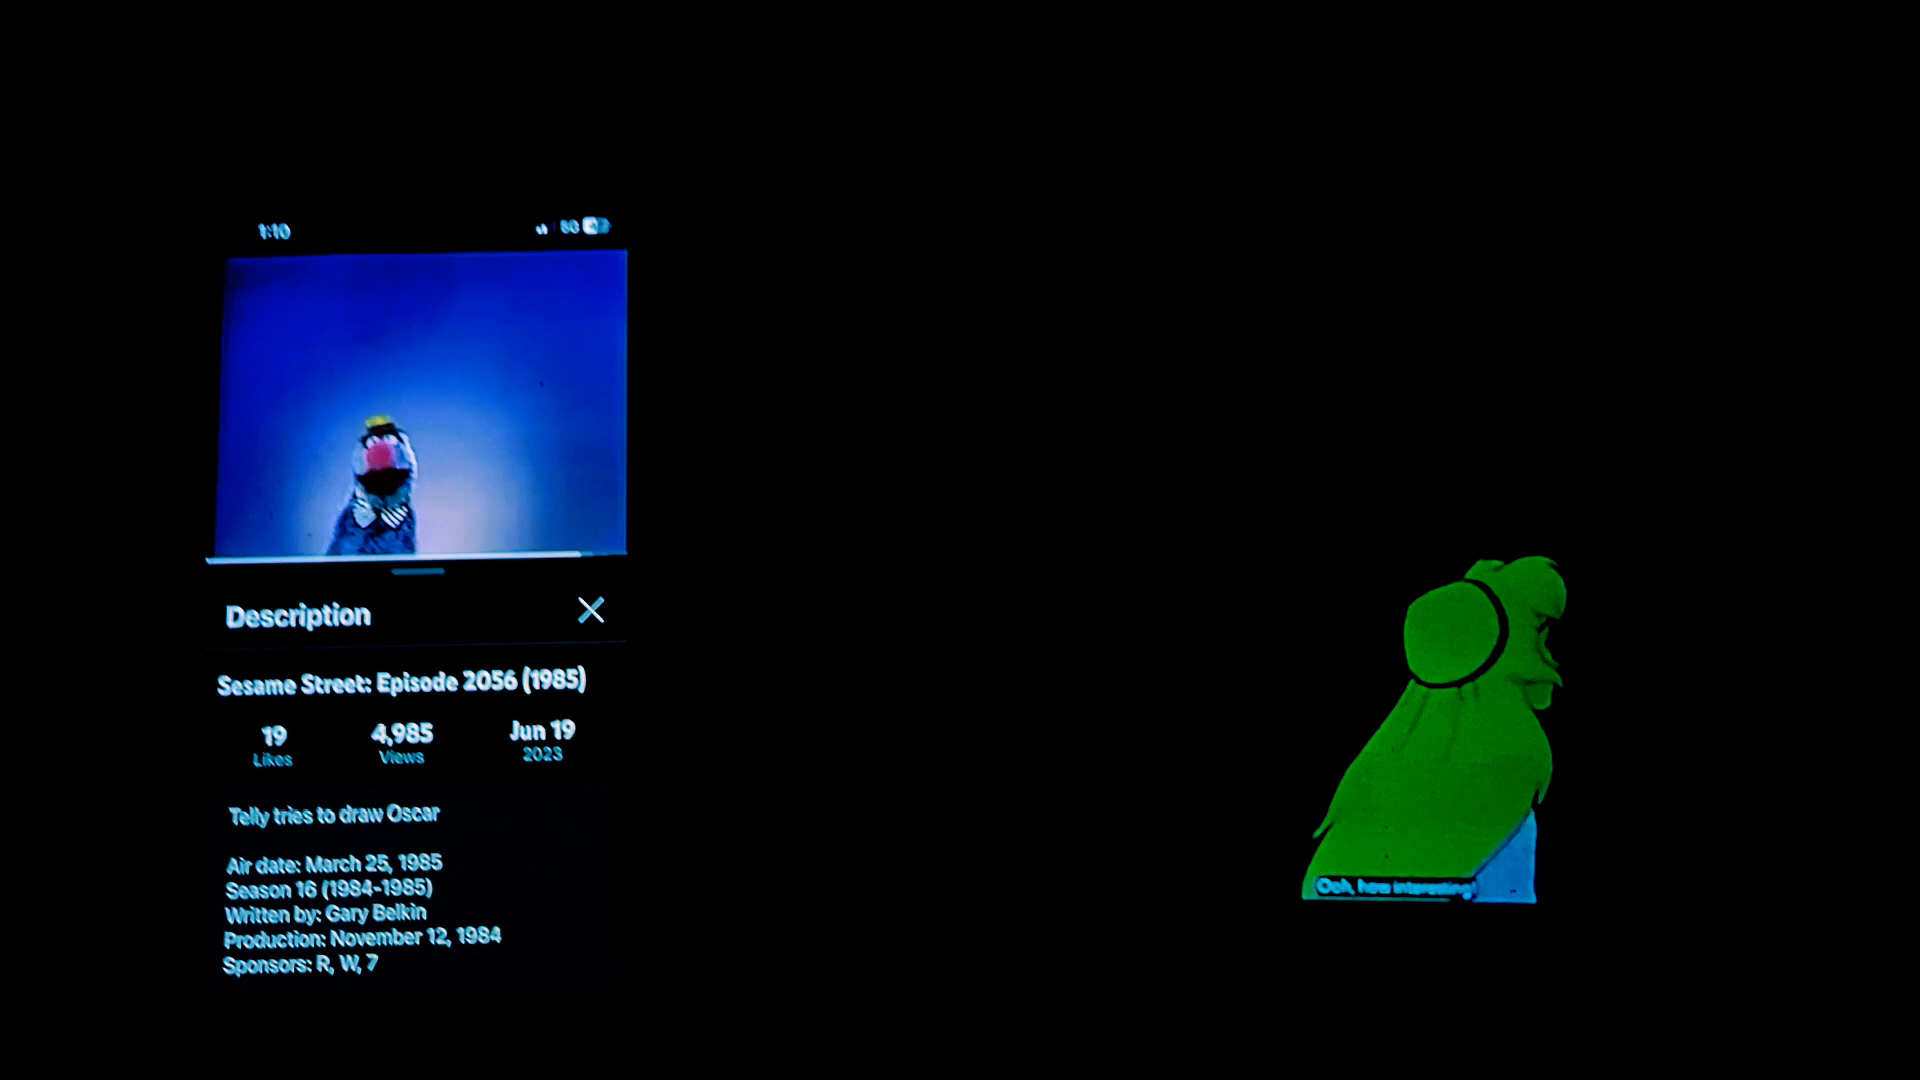 1:10
5G
Description
Sesame Street: Episode 2056 (1985)
19
4,985
Jun 19
Likes
Views
2023
Telly tries to draw Oscar
Air date: March 25, 1985
Season 16 (1984-1985)
Written by: Gary Belkin
Production: November 12, 1984
Sponsors: R, W, 7
Ooh, how interesting!